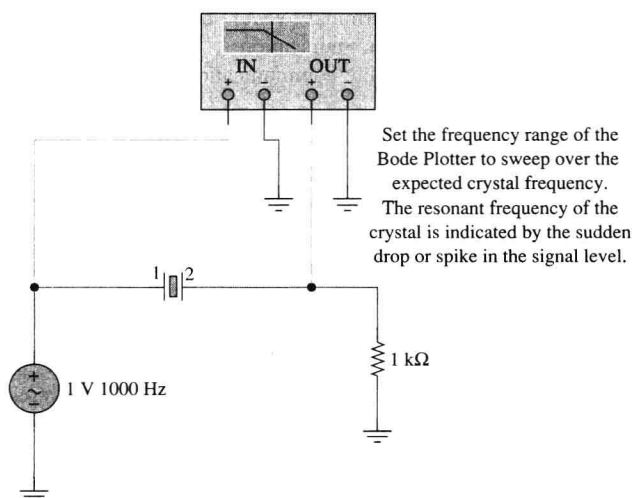 IN OUT
+ − + −
Set the frequency range of the
Bode Plotter to sweep over the
expected crystal frequency.
The resonant frequency of the
crystal is indicated by the sudden
drop or spike in the signal level.
1 2
1 kΩ
+
~
−
1 V 1000 Hz